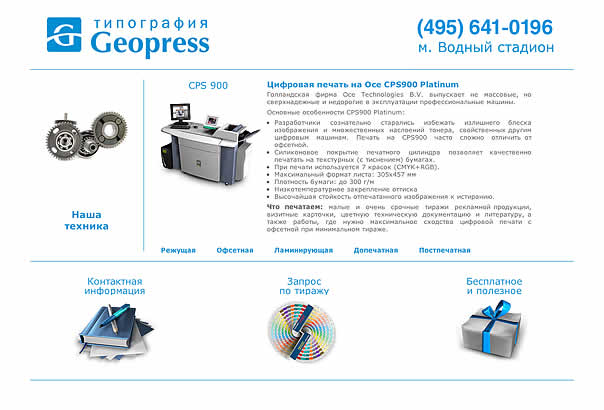 типография
Geopress
(495) 641-0196
м. Водный стадион
CPS 900
Цифровая печать на Oce CPS900 Platinum
Голландская фирма Oce Technologies B.V. выпускает не массовые, но
сверхнадежные и недорогие в эксплуатации профессиональные машины.
Основные особенности CPS900 Platinum:
• Разработчики сознательно старались избежать излишнего блеска
изображения и множественных наслоений тонера, свойственных другим
цифровым машинам. Печать на CPS900 часто сложно отличить от
офсетной.
• Силиконовое покрытие печатного цилиндра позволяет качественно
печатать на текстурных (с тиснением) бумагах.
• При печати используется 7 красок (CMYK+RGB).
• Максимальный формат листа: 305x457 мм
• Плотность бумаги: до 300 г/м
• Низкотемпературное закрепление оттиска
• Высочайшая стойкость отпечатанного изображения к истиранию.
Что печатаем: малые и очень срочные тиражи рекламной продукции,
визитные карточки, цветную техническую документацию и литературу, а
также работы, где нужно максимальное сходства цифровой печати с
офсетной при минимальном тираже.
Наша
техника
Режущая Офсетная Ламинирующая Допечатная Постпечатная
Контактная
информация
Запрос
по тиражу
Бесплатное
и полезное